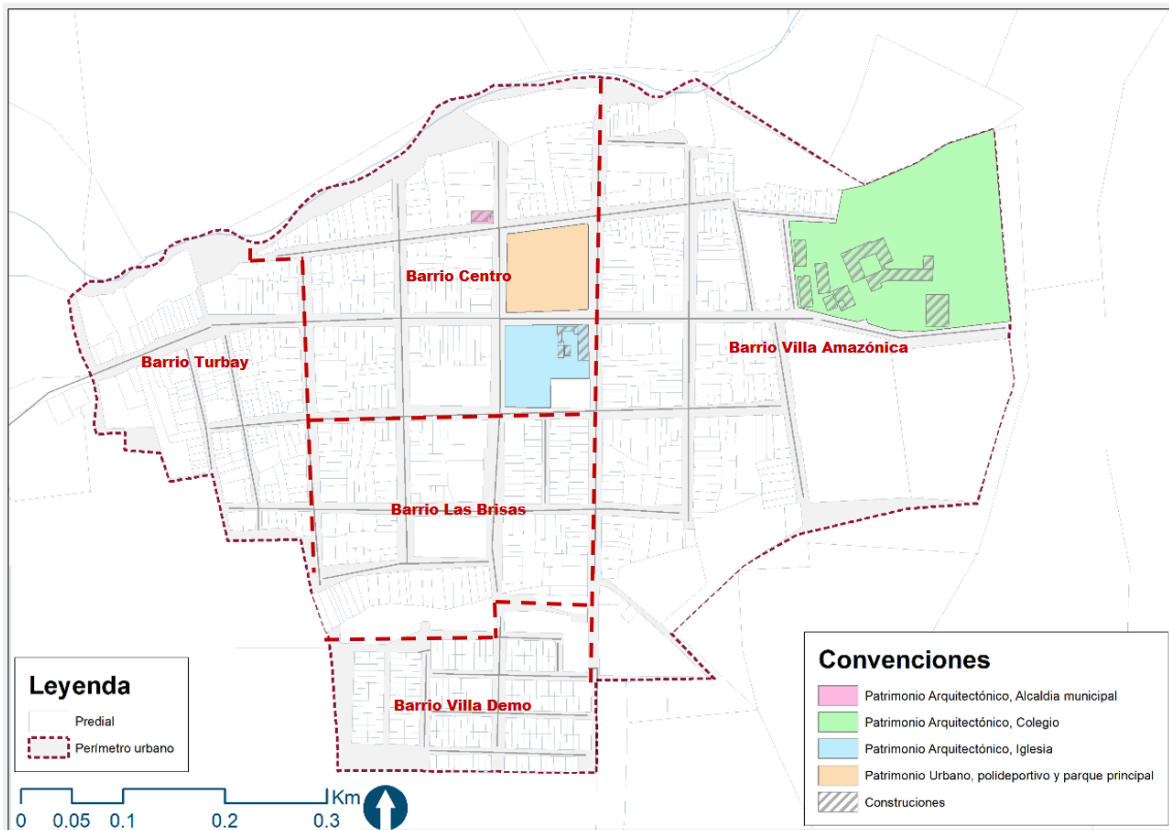 Barrio Centro
Barrio Turbay
Barrio Villa Amazónica
Barrio Las Brisas
Barrio Villa Demo
Leyenda
Predial
Perímetro urbano
Km
0 0.05 0.1 0.2 0.3
Convenciones
Patrimonio Arquitectónico, Alcaldia municipal
Patrimonio Arquitectónico, Colegio
Patrimonio Arquitectónico, Iglesia
Patrimonio Urbano, polideportivo y parque principal
Construciones